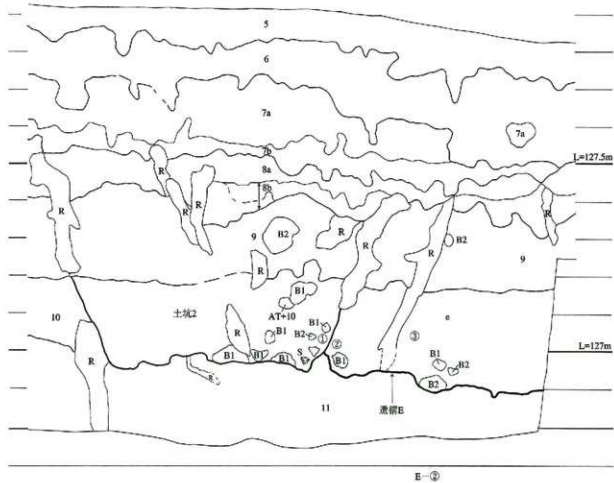 5
6
7a
7a
7b
L=127.5m
8a
R
R
R
8b
R
R
B2
R
R
B2
9
9
R
B1
10
土坑2
AT+10
e
R
B1
B1
B2
①
②
③
S
L=127m
R
B1
B1
B1
B1
B1
B2
B2
R
遺構E
11
E−②